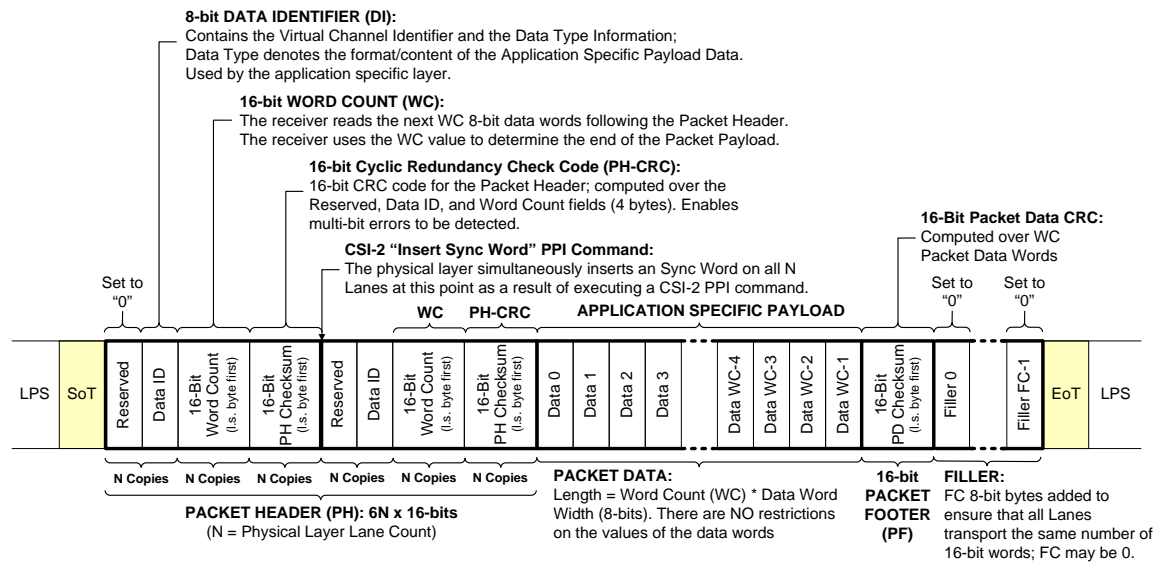 8-bit DATA IDENTIFIER (DI):
Contains the Virtual Channel Identifier and the Data Type Information;
Data Type denotes the format/content of the Application Specific Payload Data.
Used by the application specific layer.
16-bit WORD COUNT (WC):
The receiver reads the next WC 8-bit data words following the Packet Header.
The receiver uses the WC value to determine the end of the Packet Payload.
16-bit Cyclic Redundancy Check Code (PH-CRC):
16-bit CRC code for the Packet Header; computed over the
Reserved, Data ID, and Word Count fields (4 bytes). Enables
multi-bit errors to be detected.
16-Bit Packet Data CRC:
Computed over WC
Packet Data Words
CSI-2 “Insert Sync Word” PPI Command:
The physical layer simultaneously inserts an Sync Word on all N
Lanes at this point as a result of executing a CSI-2 PPI command.
Set to
“0”
Set to
“0”
Set to
“0”
WC
PH-CRC
APPLICATION SPECIFIC PAYLOAD
LPS
SoT
Reserved
Data ID
16-Bit
Word Count
(l.s. byte first)
16-Bit
PH Checksum
(l.s. byte first)
Reserved
Data ID
16-Bit
Word Count
(l.s. byte first)
16-Bit
PH Checksum
(l.s. byte first)
Data 0
Data 1
Data 2
Data 3
Data WC-4
Data WC-3
Data WC-2
Data WC-1
16-Bit
PD Checksum
(l.s. byte first)
Filler 0
Filler FC-1
EoT
LPS
N Copies
N Copies
N Copies
N Copies
N Copies
N Copies
PACKET HEADER (PH): 6N x 16-bits
(N = Physical Layer Lane Count)
PACKET DATA:
Length = Word Count (WC) * Data Word
Width (8-bits). There are NO restrictions
on the values of the data words
16-bit
PACKET
FOOTER
(PF)
FILLER:
FC 8-bit bytes added to
ensure that all Lanes
transport the same number of
16-bit words; FC may be 0.